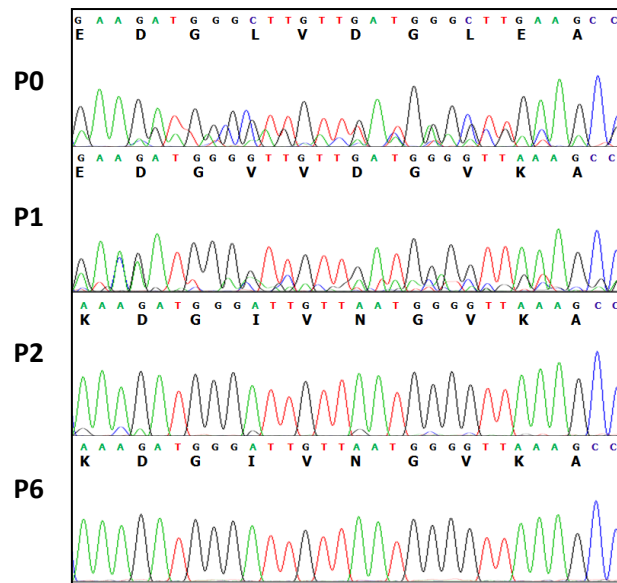 G A A G A T G G G C T T G T T G A T G G G C T T G A A G C C
E D G L V D G L E A
P0
G A A G A T G G G G T T G T T G A T G G G G T T A A A G C C
E D G V V D G V K A
P1
A A A G A T G G G A T T G T T A A T G G G G T T A A A G C C
K D G I V N G V K A
P2
A A A G A T G G G A T T G T T A A T G G G G T T A A A G C C
K D G I V N G V K A
P6